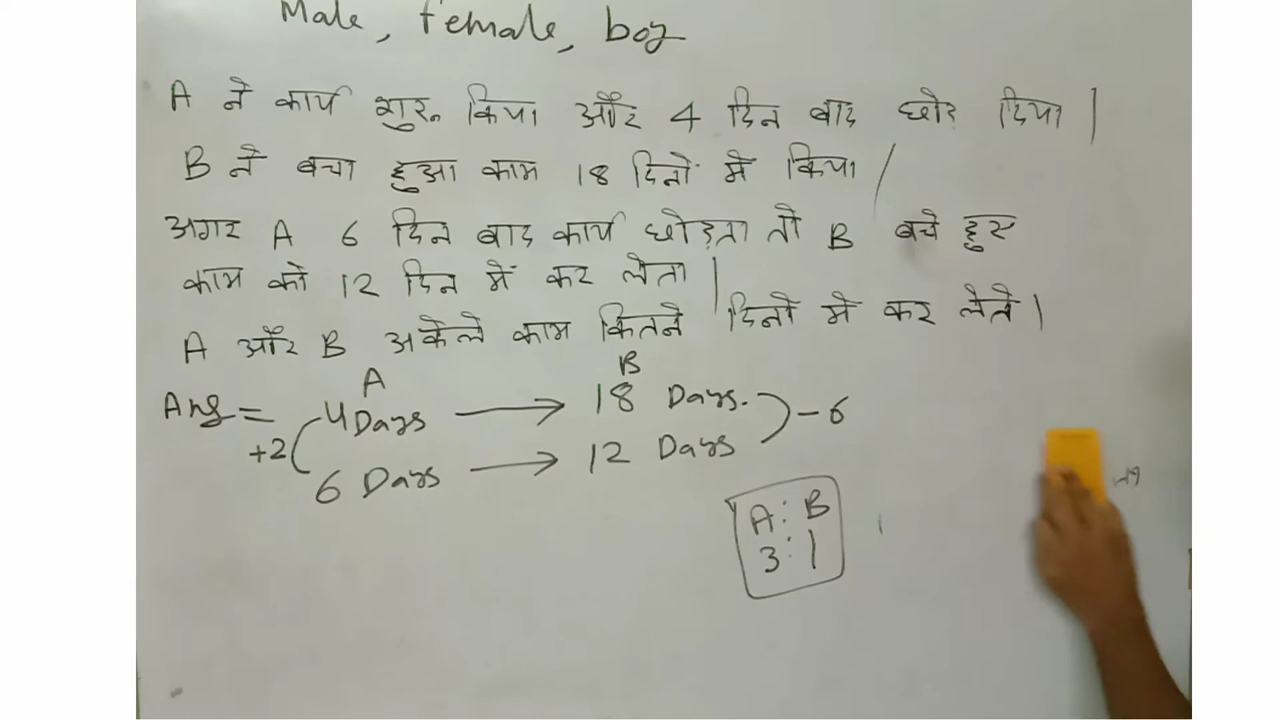 Male, female, boy
A ने कार्य शुरू किया और 4 दिन बाद छोड़ दिया |
B ने बचा हुआ काम 18 दिनों में किया /
अगर A 6 दिन बाद कार्य छोड़ता तो B बचे हुए
काम को 12 दिन में कर लेता |
A और B अकेले काम कितने दिनों में कर लेते |
A B
Ans = 4 Days → 18 Days. ) - 6
+2 ( 6 Days → 12 Days
A : B
3 : 1